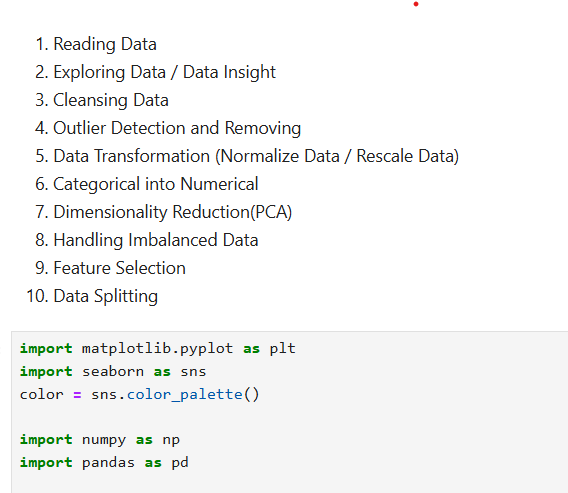 1. Reading Data
2. Exploring Data / Data Insight
3. Cleansing Data
4. Outlier Detection and Removing
5. Data Transformation (Normalize Data / Rescale Data)
6. Categorical into Numerical
7. Dimensionality Reduction(PCA)
8. Handling Imbalanced Data
9. Feature Selection
10. Data Splitting
import matplotlib.pyplot as plt
import seaborn as sns
color = sns.color_palette()
import numpy as np
import pandas as pd